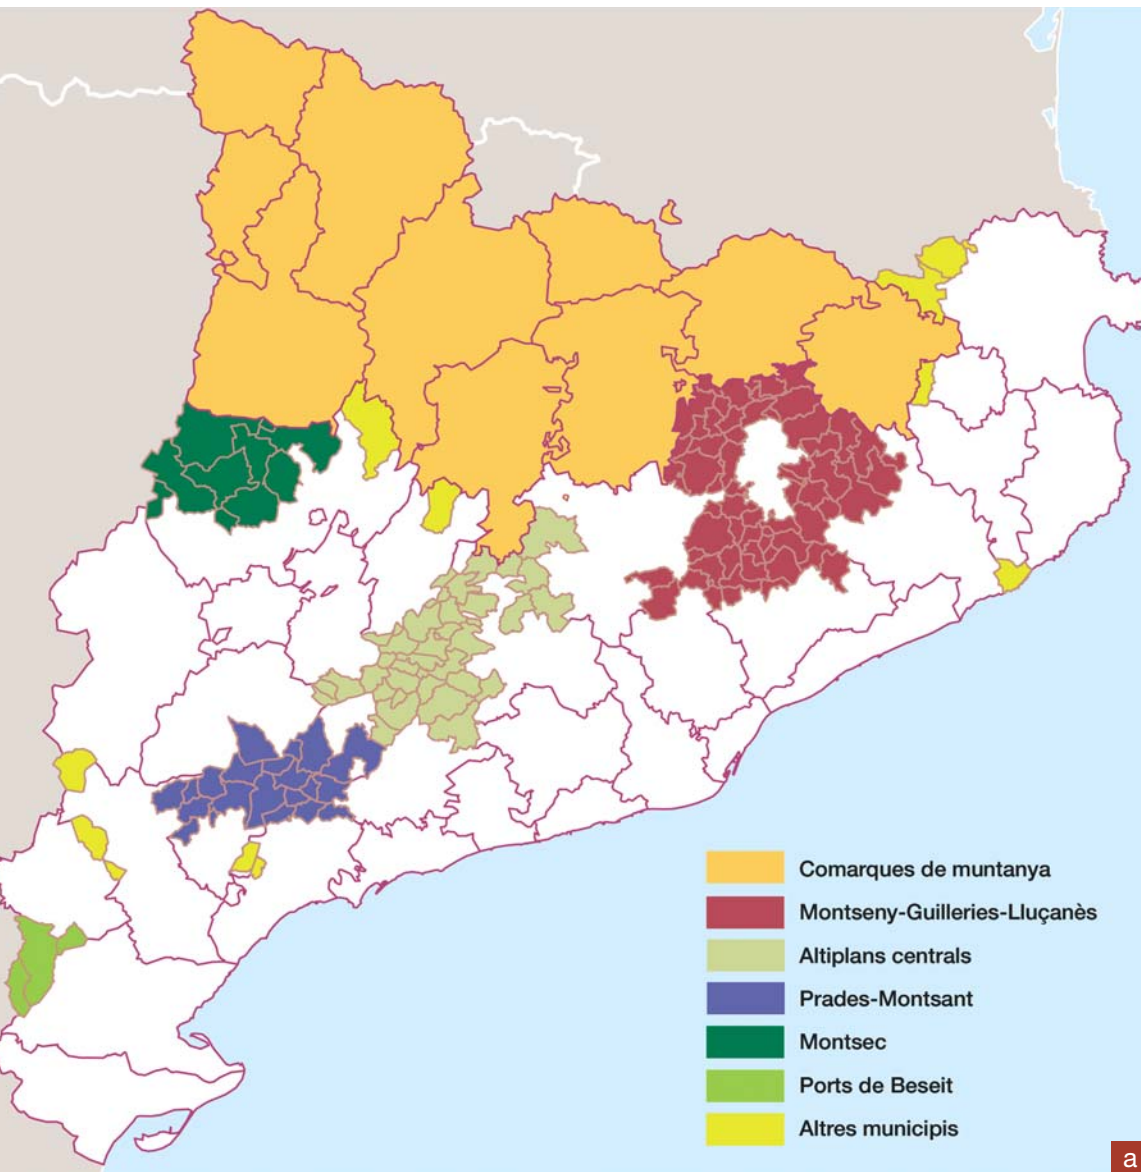 Comarques de muntanya
Montseny-Guilleries-Lluçanès
Altiplans centrals
Prades-Montsant
Montsec
Ports de Beseit
Altres municipis
a